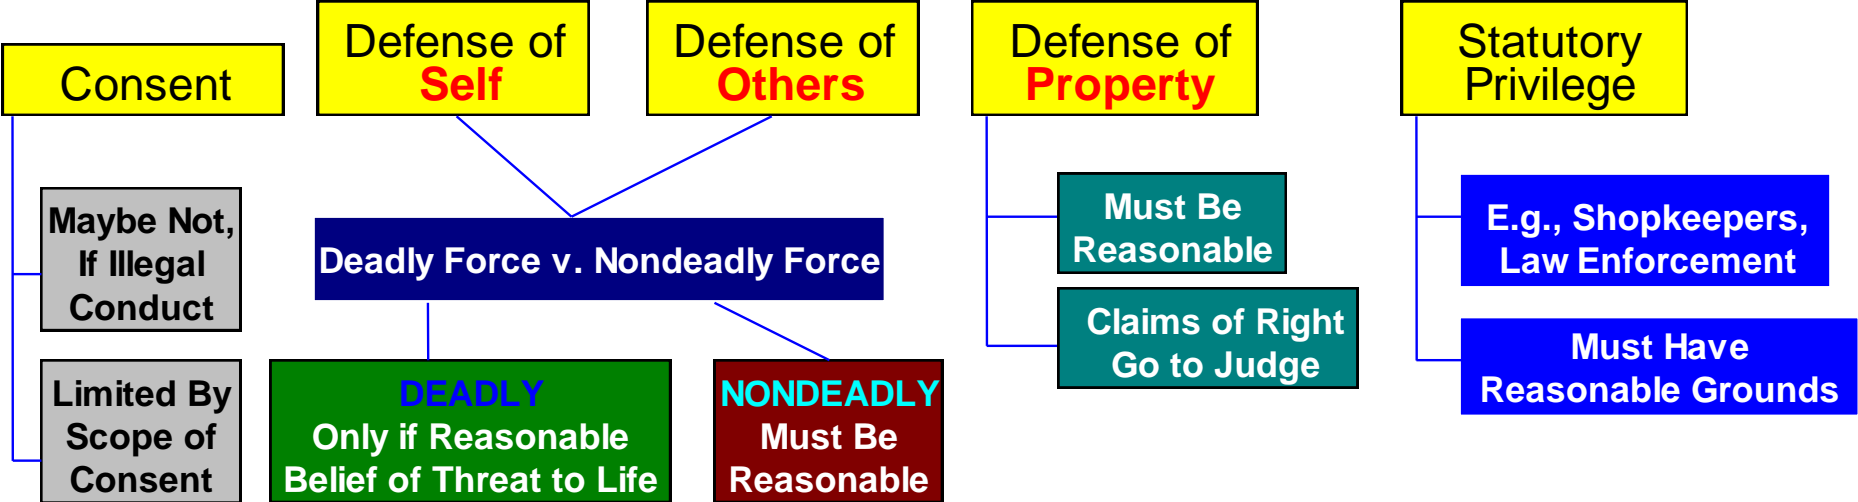 Consent
Defense of
Self
Defense of
Others
Defense of
Property
Statutory
Privilege
Maybe Not,
If Illegal
Conduct
Limited By
Scope of
Consent
Deadly Force v. Nondeadly Force
DEADLY
Only if Reasonable
Belief of Threat to Life
NONDEADLY
Must Be
Reasonable
Must Be
Reasonable
Claims of Right
Go to Judge
E.g., Shopkeepers,
Law Enforcement
Must Have
Reasonable Grounds